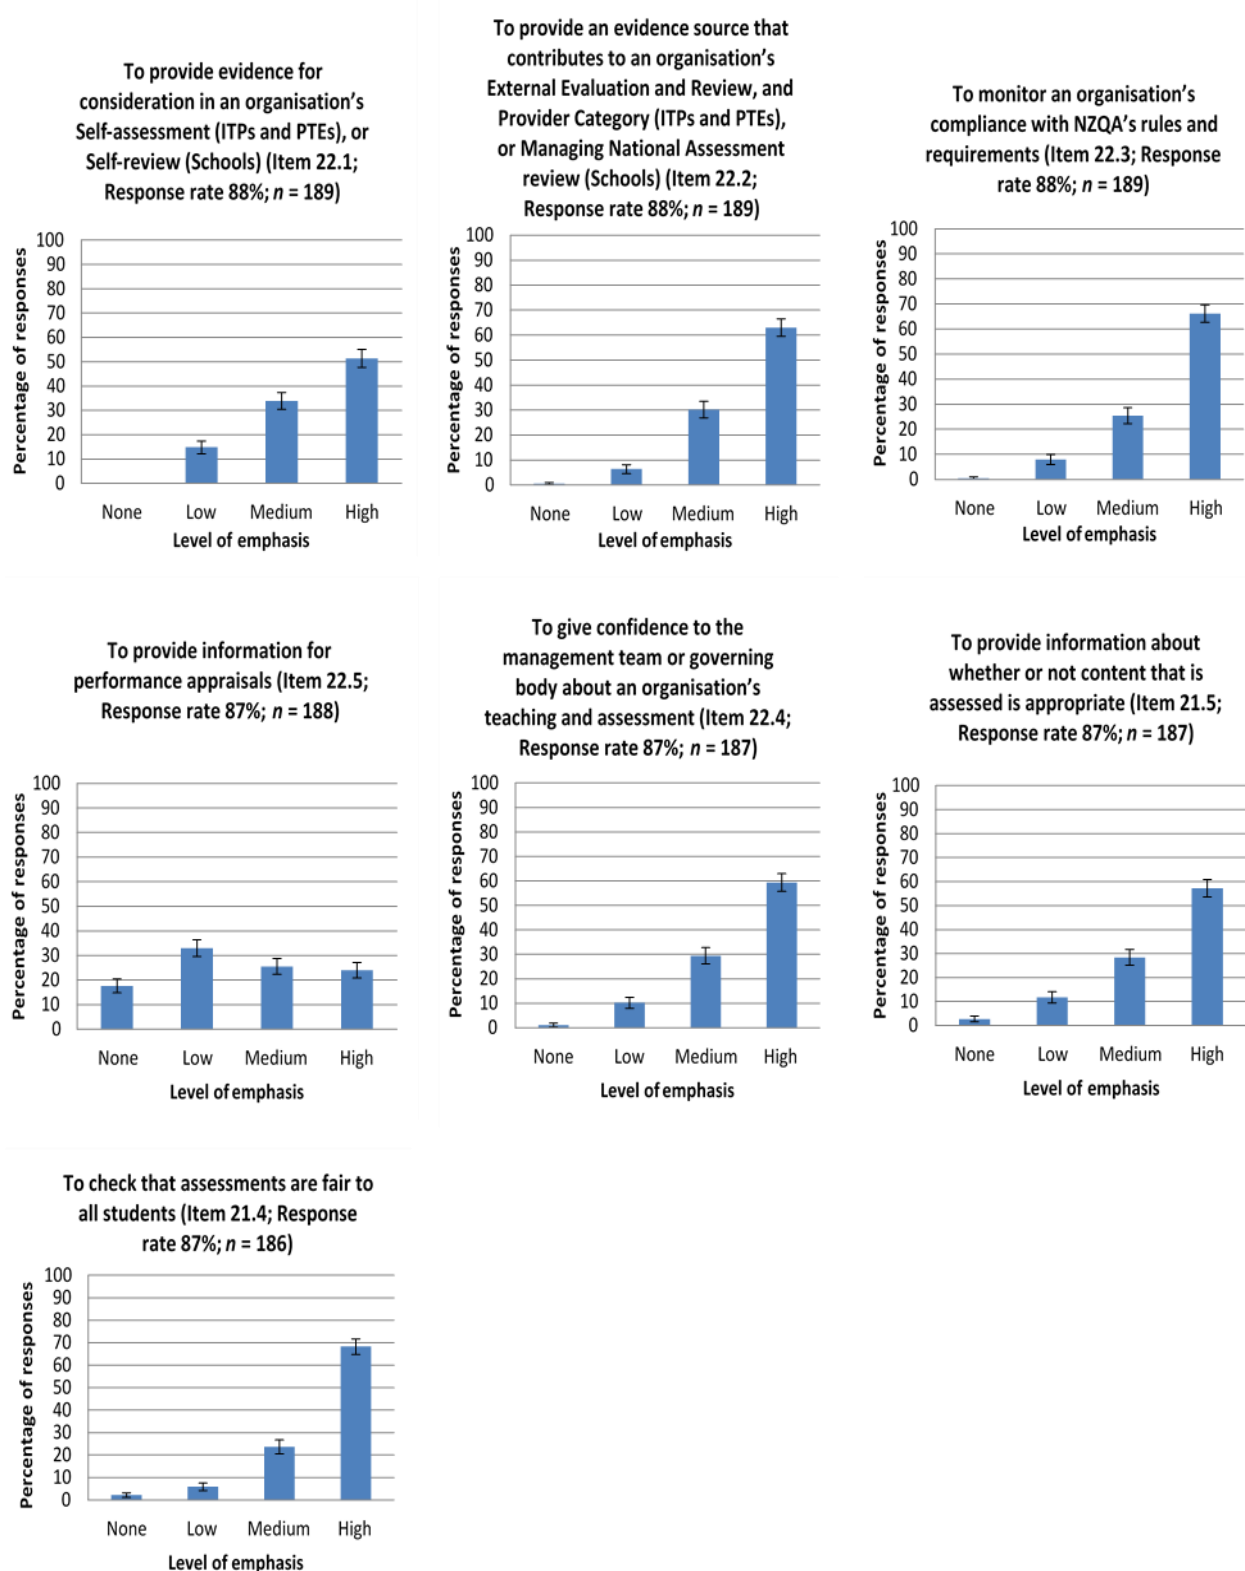 To provide evidence for
consideration in an organisation's
Self-assessment (ITPs and PTEs), or
Self-review (Schools) (Item 22.1;
Response rate 88%; n = 189)
Percentage of responses
100
90
80
70
60
50
40
30
20
10
0
None Low Medium High
Level of emphasis
To provide an evidence source that
contributes to an organisation's
External Evaluation and Review, and
Provider Category (ITPs and PTEs),
or Managing National Assessment
review (Schools) (Item 22.2;
Response rate 88%; n = 189)
Percentage of responses
100
90
80
70
60
50
40
30
20
10
0
None Low Medium High
Level of emphasis
To monitor an organisation's
compliance with NZQA's rules and
requirements (Item 22.3; Response
rate 88%; n = 189)
Percentage of responses
100
90
80
70
60
50
40
30
20
10
0
None Low Medium High
Level of emphasis
To provide information for
performance appraisals (Item 22.5;
Response rate 87%; n = 188)
Percentage of responses
100
90
80
70
60
50
40
30
20
10
0
None Low Medium High
Level of emphasis
To give confidence to the
management team or governing
body about an organisation's
teaching and assessment (Item 22.4;
Response rate 87%; n = 187)
Percentage of responses
100
90
80
70
60
50
40
30
20
10
0
None Low Medium High
Level of emphasis
To provide information about
whether or not content that is
assessed is appropriate (Item 21.5;
Response rate 87%; n = 187)
Percentage of responses
100
90
80
70
60
50
40
30
20
10
0
None Low Medium High
Level of emphasis
To check that assessments are fair to
all students (Item 21.4; Response
rate 87%; n = 186)
Percentage of responses
100
90
80
70
60
50
40
30
20
10
0
None Low Medium High
Level of emphasis